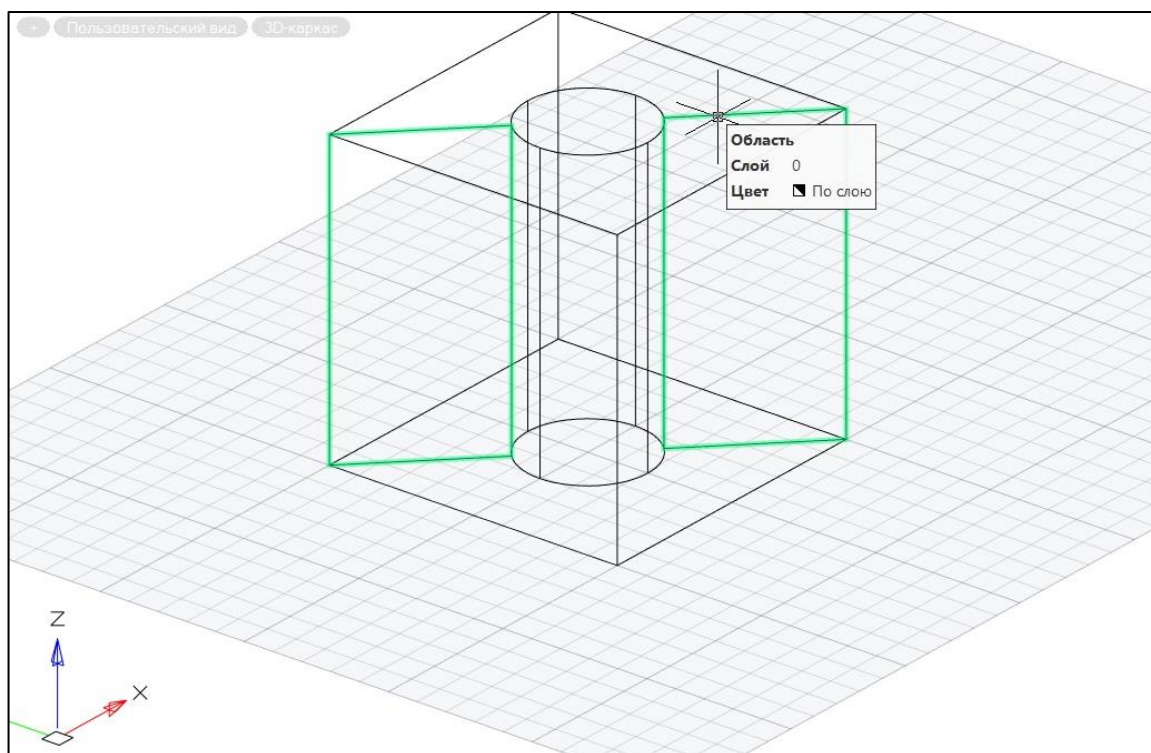 + Пользовательский вид 3D-каркас
Область
Слой 0
Цвет По слою
Z
X